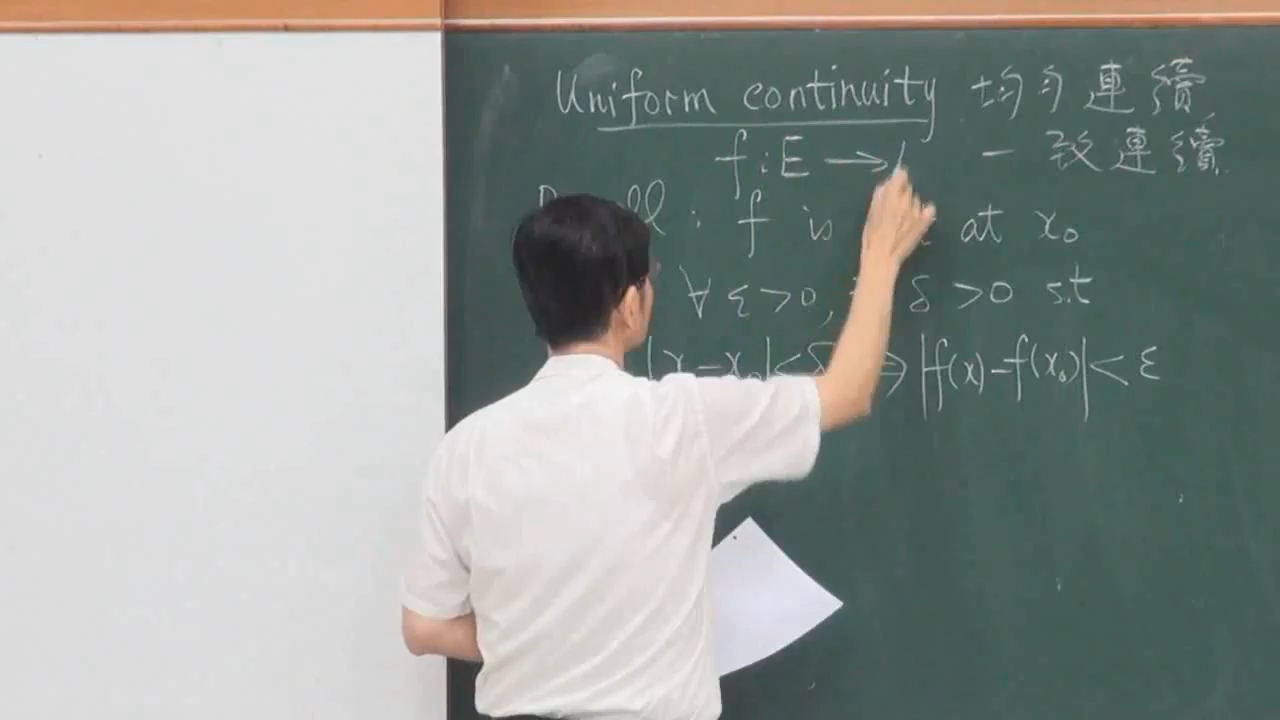 Uniform continuity 均勻連續
f : E → 一致連續
: f is at x₀
∀ ε > 0, δ > 0 s.t
|x - x₀| < δ ⇒ |f(x) - f(x₀)| < ε